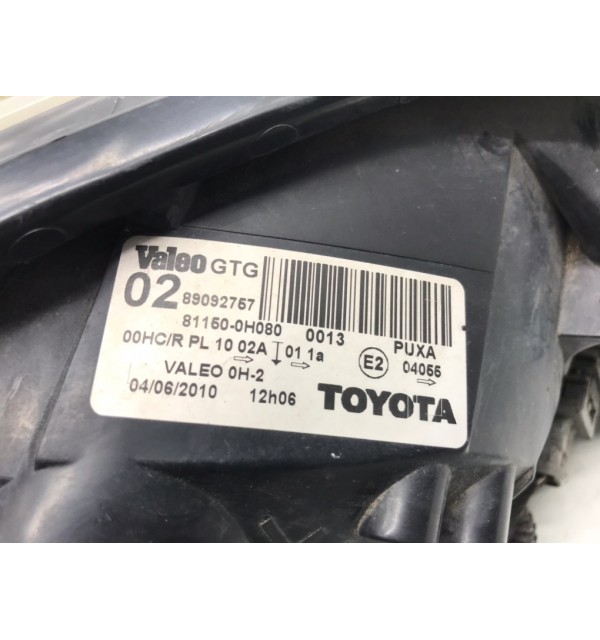 Valeo GTG
02 89092757
81150-0H080 0013 PUXA
00HC/R PL 10 02A 01 1a E2 04055
VALEO 0H-2
04/06/2010 12h06 TOYOTA